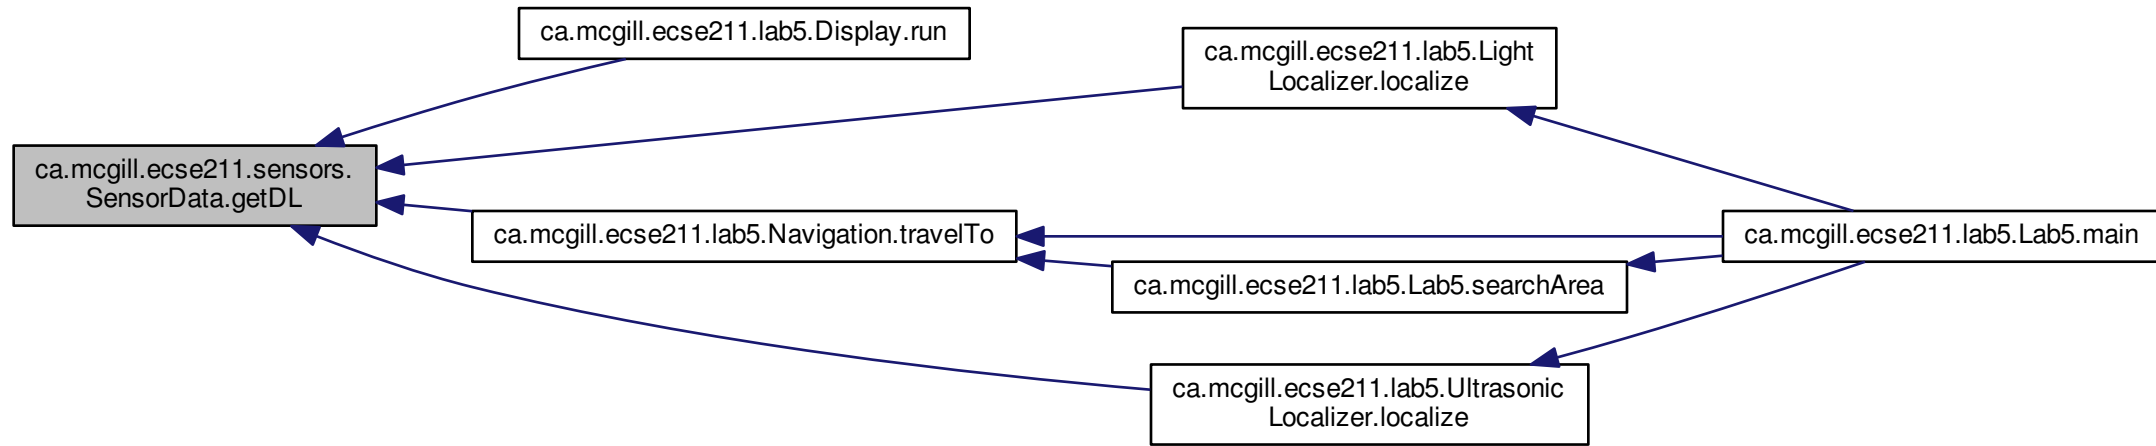 ca.mcgill.ecse211.lab5.Display.run
ca.mcgill.ecse211.lab5.Light
Localizer.localize
ca.mcgill.ecse211.sensors.
SensorData.getDL
ca.mcgill.ecse211.lab5.Navigation.travelTo
ca.mcgill.ecse211.lab5.Lab5.main
ca.mcgill.ecse211.lab5.Lab5.searchArea
ca.mcgill.ecse211.lab5.Ultrasonic
Localizer.localize